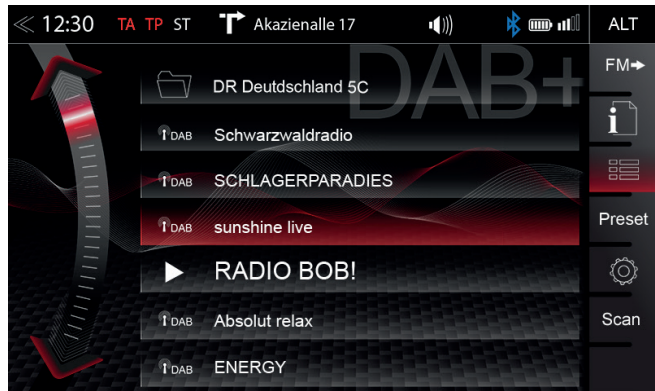 12:30 TA TP ST Akazienalle 17 ALT
DAB+
FM
i
DR Deutdschland 5C
DAB Schwarzwaldradio
DAB SCHLAGERPARADIES
DAB sunshine live
Preset
RADIO BOB!
DAB Absolut relax
Scan
DAB ENERGY